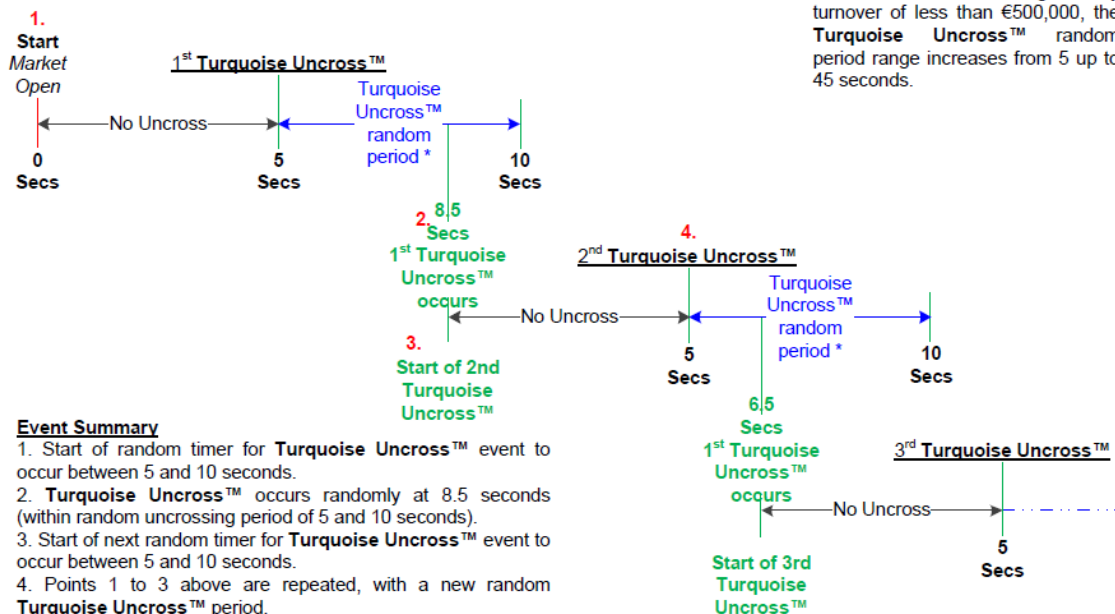 turnover of less than €500,000, the
Turquoise Uncross™ random
period range increases from 5 up to
45 seconds.
1.
Start
Market
Open
1st Turquoise Uncross™
No Uncross
Turquoise
Uncross™
random
period *
0
Secs
5
Secs
10
Secs
2.
8.5
Secs
1st Turquoise
Uncross™
occurs
4.
2nd Turquoise Uncross™
No Uncross
Turquoise
Uncross™
random
period *
3.
Start of 2nd
Turquoise
Uncross™
5
Secs
10
Secs
6.5
Secs
1st Turquoise
Uncross™
occurs
3rd Turquoise Uncross™
No Uncross
5
Secs
Start of 3rd
Turquoise
Uncross™
Event Summary
1. Start of random timer for Turquoise Uncross™ event to
occur between 5 and 10 seconds.
2. Turquoise Uncross™ occurs randomly at 8.5 seconds
(within random uncrossing period of 5 and 10 seconds).
3. Start of next random timer for Turquoise Uncross™ event to
occur between 5 and 10 seconds.
4. Points 1 to 3 above are repeated, with a new random
Turquoise Uncross™ period.